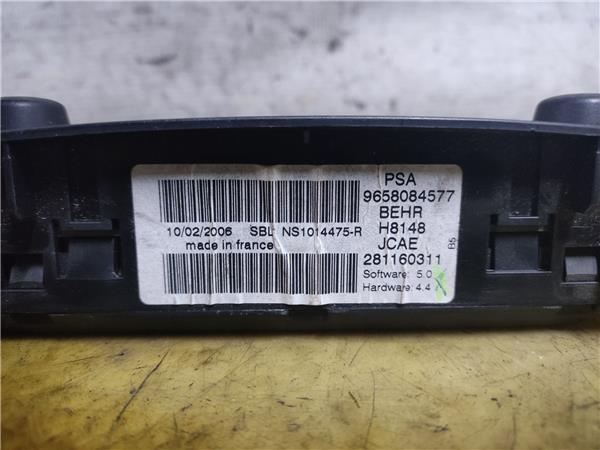 PSA
9658084577
BEHR
10/02/2006 SBL: NS1014475-R
H8148
made in france
JCAE
281160311
B5
Software: 5.0
Hardware: 4.4